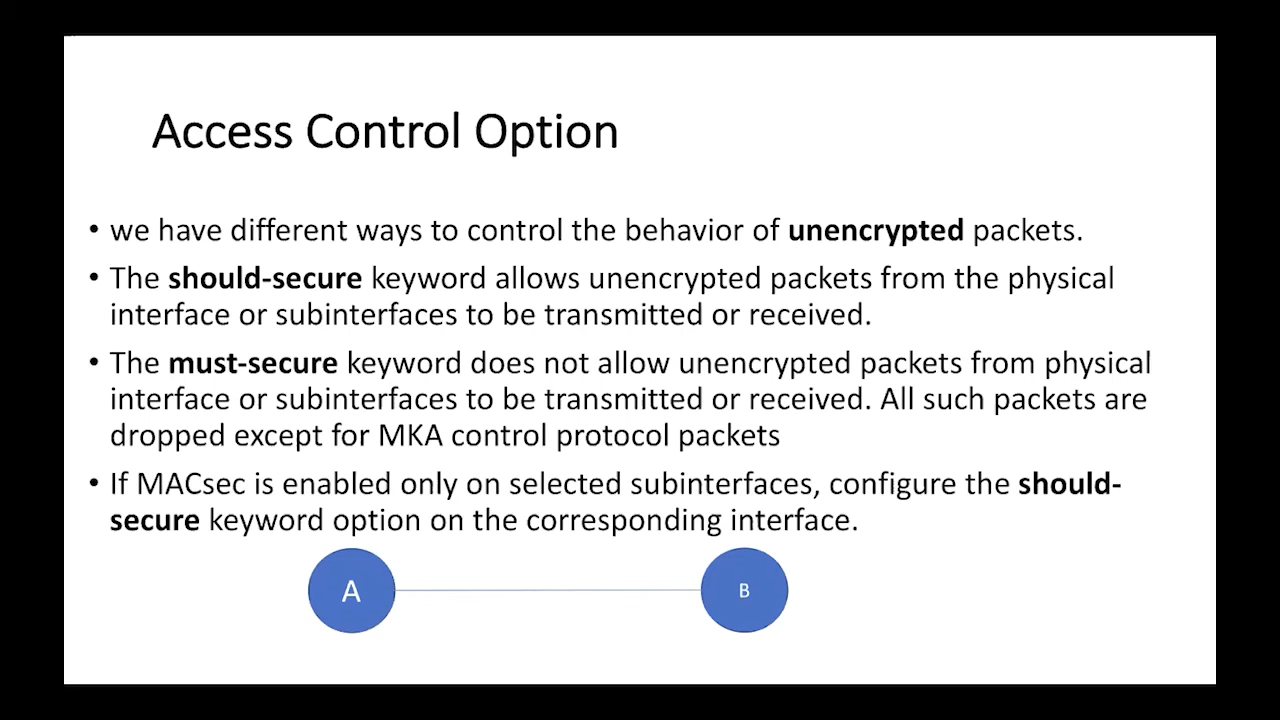 Access Control Option
• we have different ways to control the behavior of unencrypted packets.
• The should-secure keyword allows unencrypted packets from the physical
interface or subinterfaces to be transmitted or received.
• The must-secure keyword does not allow unencrypted packets from physical
interface or subinterfaces to be transmitted or received. All such packets are
dropped except for MKA control protocol packets
• If MACsec is enabled only on selected subinterfaces, configure the should-
secure keyword option on the corresponding interface.
A
B